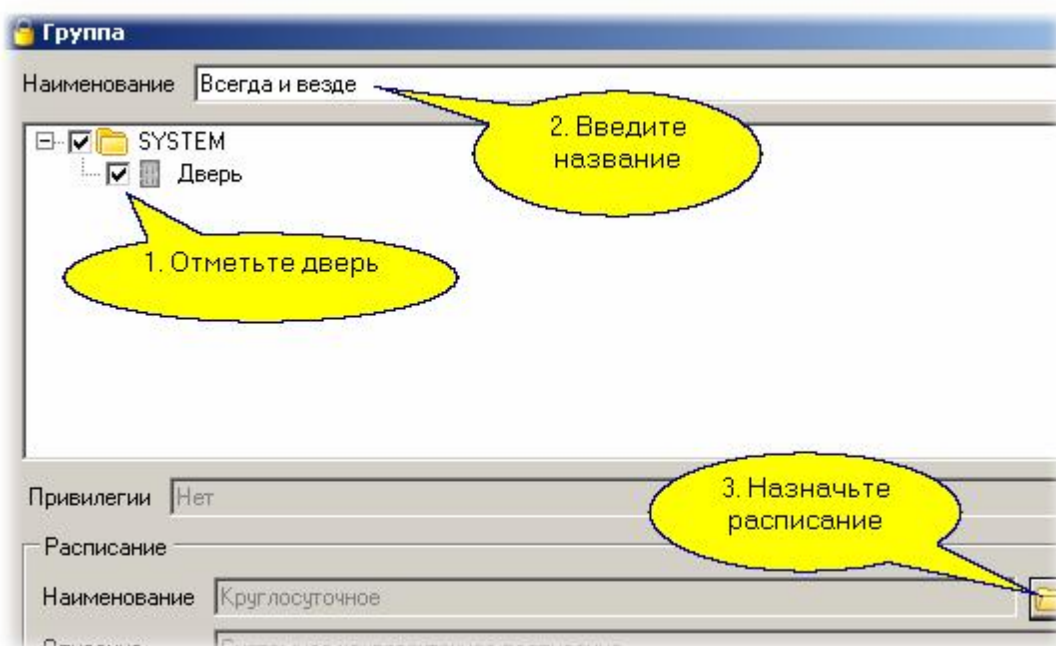 Группа
Наименование Всегда и везде
2. Введите
название
SYSTEM
Дверь
1. Отметьте дверь
Привилегии Нет
3. Назначьте
расписание
Расписание
Наименование Круглосуточное